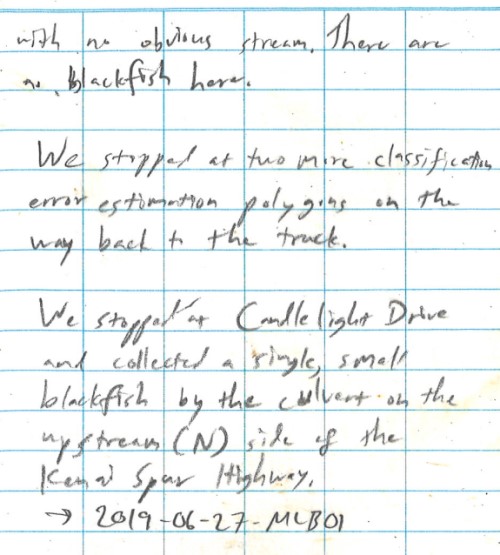 with no obvious stream. There are
no blackfish here.
We stopped at two more classification
error estimation polygons on the
way back to the truck.
We stopped at Candlelight Drive
and collected a single, small
blackfish by the culvert on the
upstream (N) side of the
Kenai Spur Highway.
→ 2019-06-27-MLB01